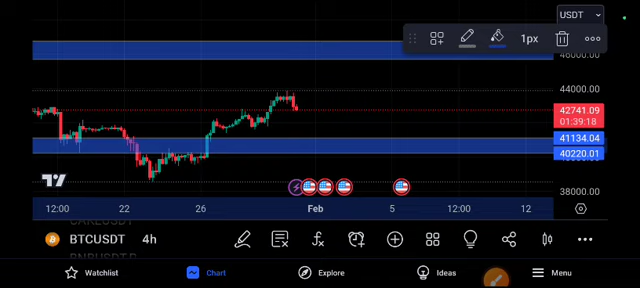 USDT
1px
46000.00
44000.00
42741.09
01:39:18
41134.04
40220.01
38000.00
12:00 22 26 Feb 5 12:00 12
BTCUSDT 4h
Watchlist Chart Explore Ideas Menu